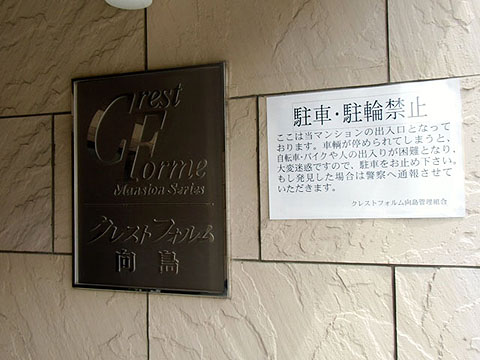 Crest
Forme
Mansion Series
クレストフォルム
向島
駐車・駐輪禁止
ここは当マンションの出入口となって
おります。車輌が停められてしまうと、
自転車・バイクや人の出入りが困難となり、
大変迷惑ですので、駐車をお止め下さい。
もし発見した場合は警察へ通報させて
いただきます。
クレストフォルム向島管理組合